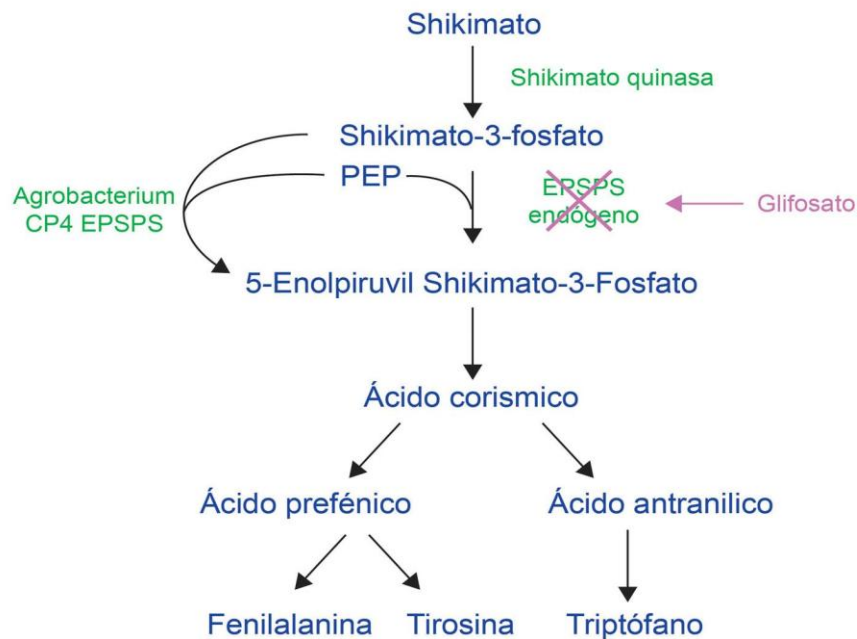 Shikimato
Shikimato quinasa
Shikimato-3-fosfato
PEP
Agrobacterium
CP4 EPSPS
EPSPS
endógeno
Glifosato
5-Enolpiruvil Shikimato-3-Fosfato
Ácido corismico
Ácido prefénico
Ácido antranilico
Fenilalanina
Tirosina
Triptófano